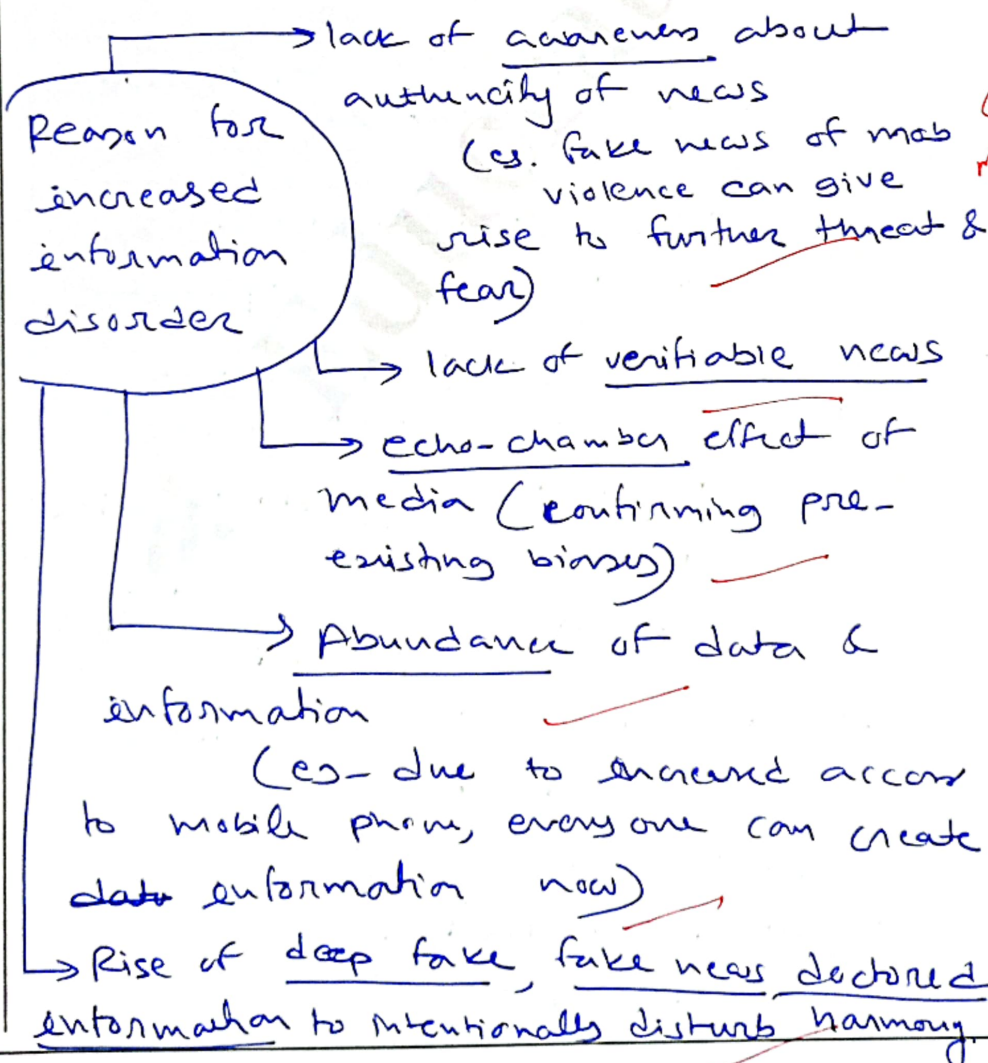 Reason for
increased
information
disorder
→ lack of awareness about
authencity of news
(eg. fake news of mob
violence can give
rise to further threat &
fear)
→ lack of verifiable news
→ echo-chamber effect of
media (confirming pre-
existing biases)
→ Abundance of data &
information
(eg- due to increased access
to mobile phone, everyone can create
data information now)
→ Rise of deep fake, fake news doctored
information to intentionally disturb harmony.